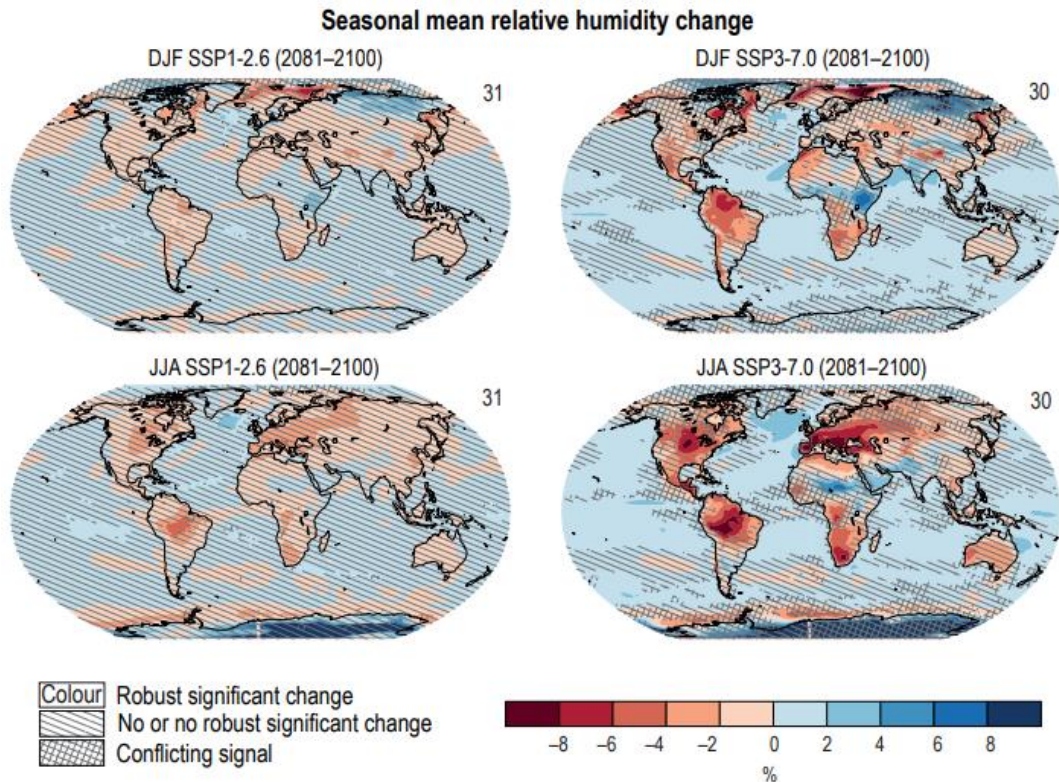 Seasonal mean relative humidity change
DJF SSP1-2.6 (2081–2100)
31
DJF SSP3-7.0 (2081–2100)
30
JJA SSP1-2.6 (2081–2100)
31
JJA SSP3-7.0 (2081–2100)
30
Colour Robust significant change
No or no robust significant change
Conflicting signal
–8 –6 –4 –2 0 2 4 6 8
%